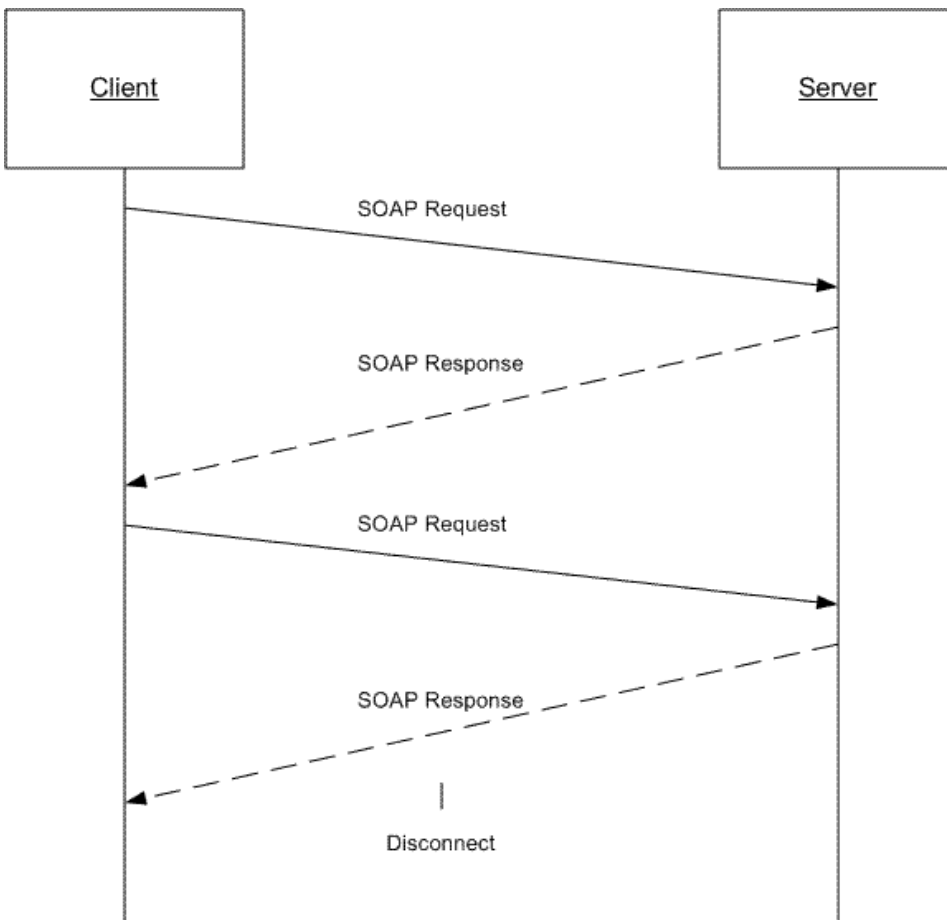 Client
Server
SOAP Request
SOAP Response
SOAP Request
SOAP Response
Disconnect